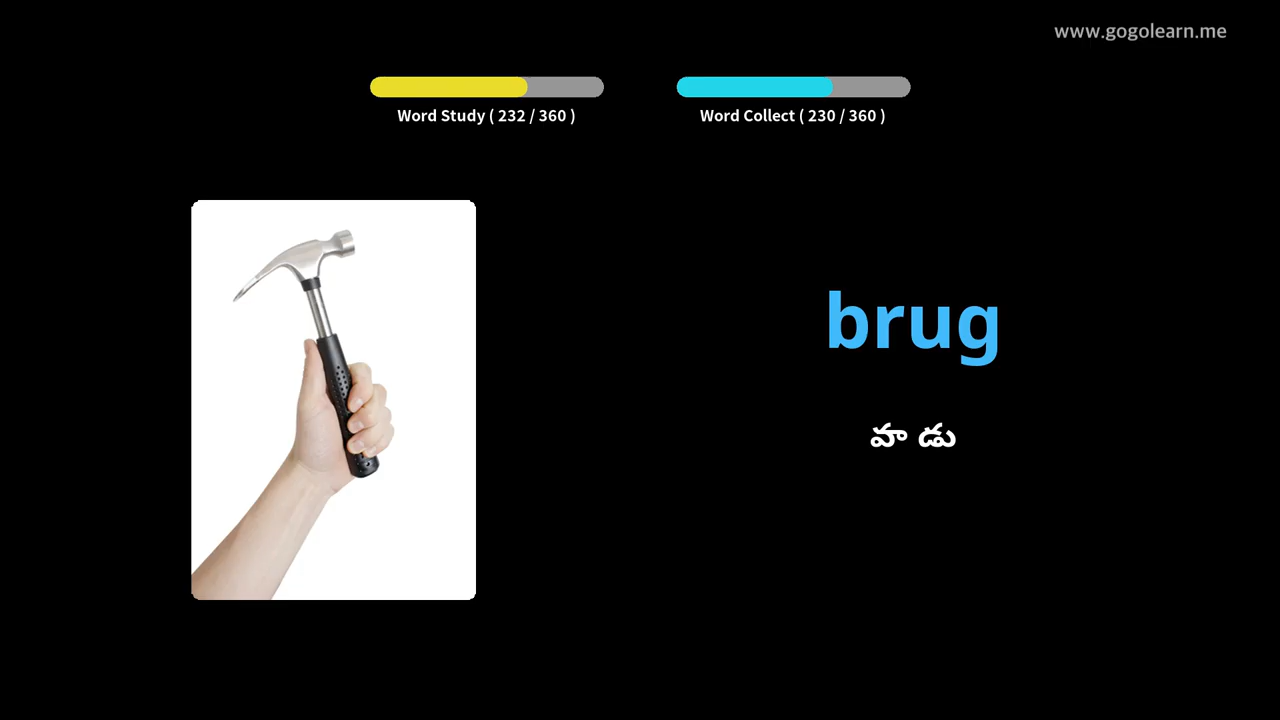 www.gogolearn.me
Word Study ( 232 / 360 )
Word Collect ( 230 / 360 )
brug
వా డు